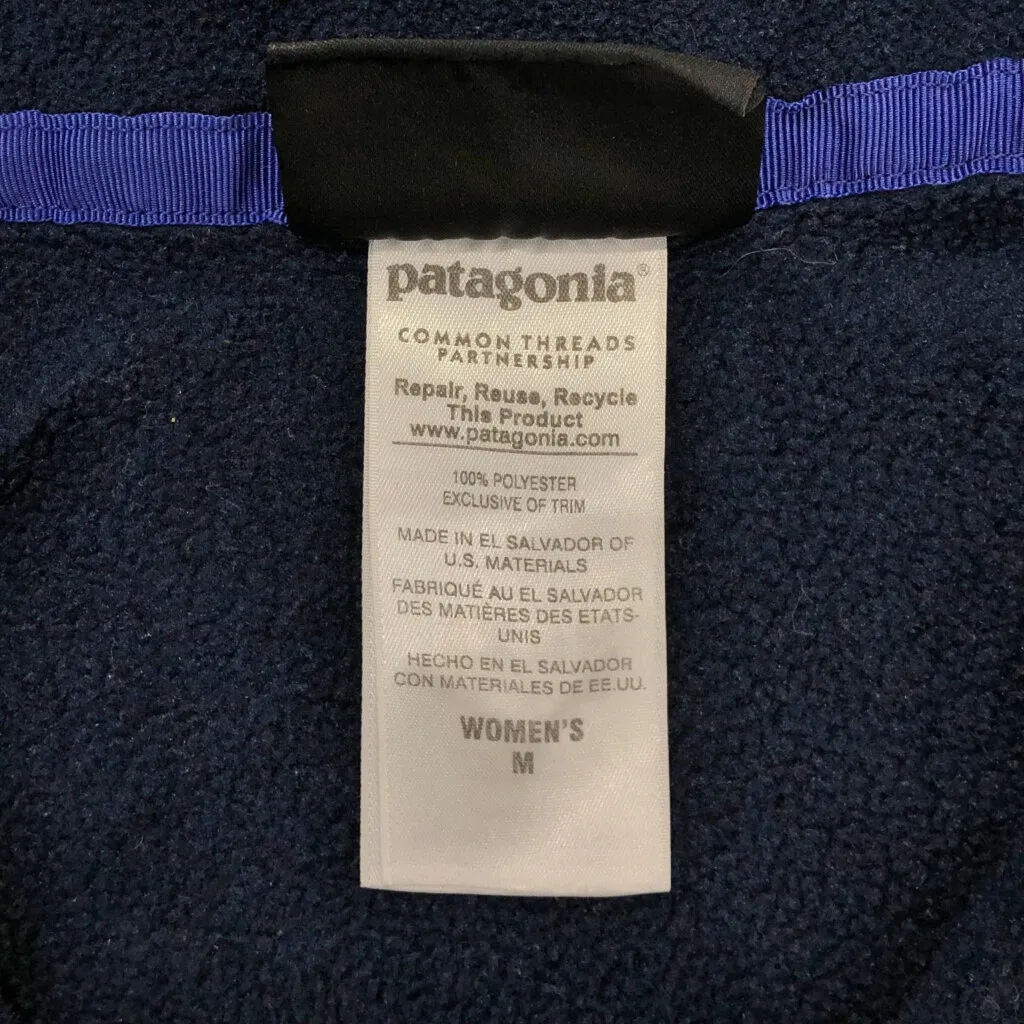 patagonia®
COMMON THREADS
PARTNERSHIP
Repair, Reuse, Recycle
This Product
www.patagonia.com
100% POLYESTER
EXCLUSIVE OF TRIM
MADE IN EL SALVADOR OF
U.S. MATERIALS
FABRIQUÉ AU EL SALVADOR
DES MATIÈRES DES ETATS-
UNIS
HECHO EN EL SALVADOR
CON MATERIALES DE EE.UU.
WOMEN'S
M